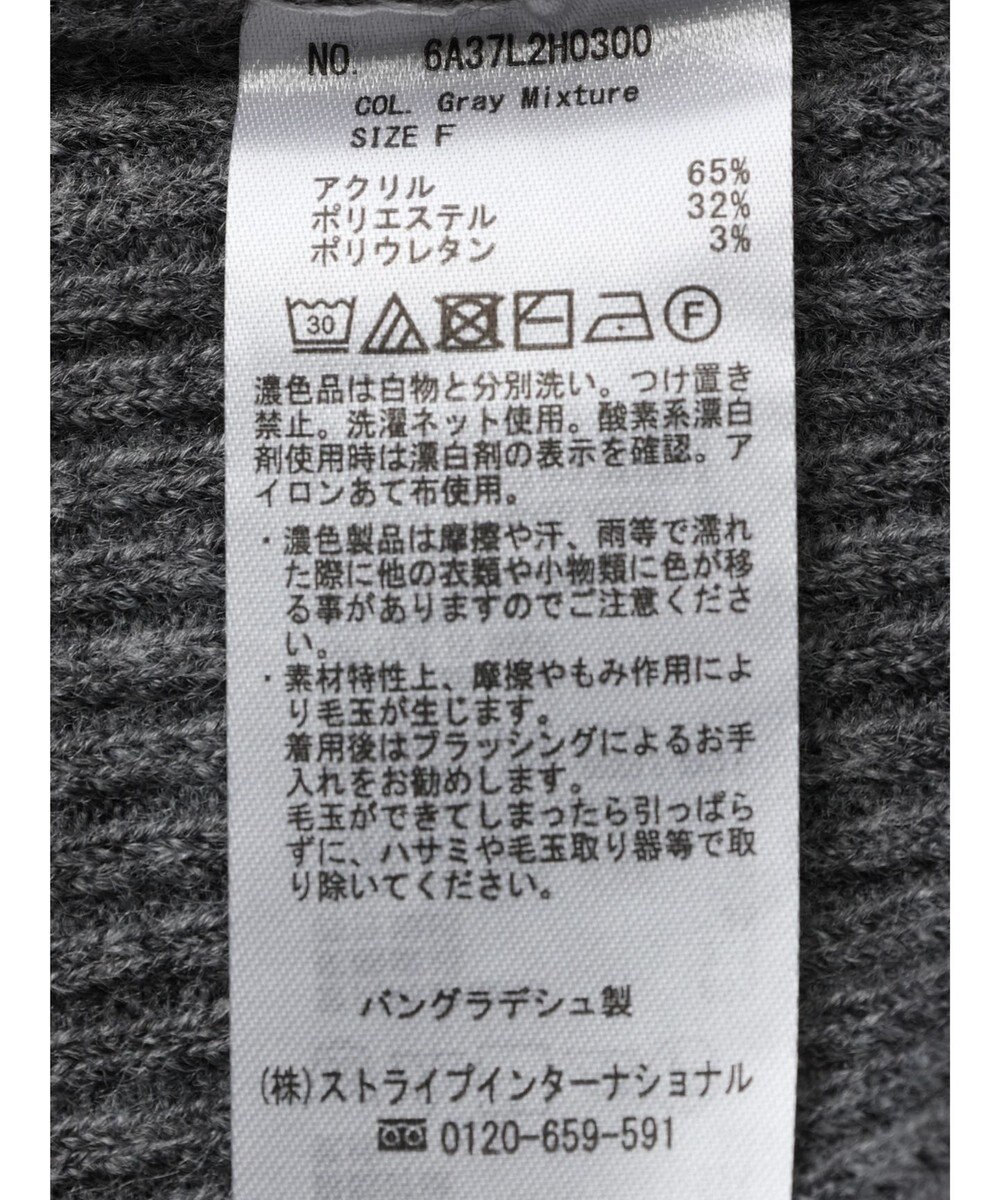 NO. 6A37L2H0300
COL. Gray Mixture
SIZE F
アクリル 65%
ポリエステル 32%
ポリウレタン 3%
30 F
濃色品は白物と分別洗い。つけ置き
禁止。洗濯ネット使用。酸素系漂白
剤使用時は漂白剤の表示を確認。ア
イロンあて布使用。
・濃色製品は摩擦や汗、雨等で濡れ
た際に他の衣類や小物類に色が移
る事がありますのでご注意くださ
い。
・素材特性上、摩擦やもみ作用によ
り毛玉が生じます。
着用後はブラッシングによるお手
入れをお勧めします。
毛玉ができてしまったら引っぱら
ずに、ハサミや毛玉取り器等で取
り除いてください。
バングラデシュ製
(株)ストライプインターナショナル
0120-659-591